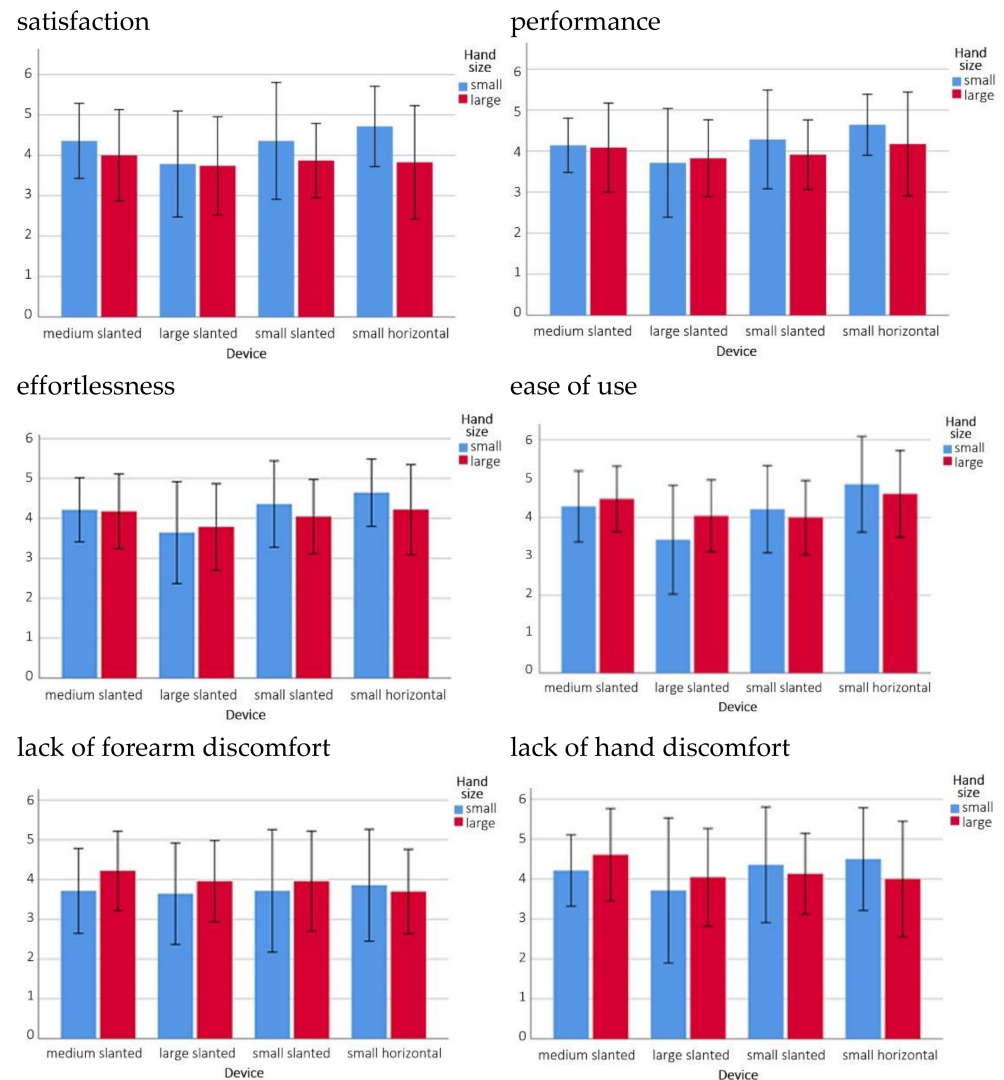 satisfaction
Hand
size
small
large
6
5
4
3
2
1
0
medium slanted large slanted small slanted small horizontal
Device
performance
Hand
size
small
large
6
5
4
3
2
1
0
medium slanted large slanted small slanted small horizontal
Device
effortlessness
Hand
size
small
large
6
5
4
3
2
1
0
medium slanted large slanted small slanted small horizontal
Device
ease of use
Hand
size
small
large
6
5
4
3
2
1
0
medium slanted large slanted small slanted small horizontal
Device
lack of forearm discomfort
Hand
size
small
large
6
5
4
3
2
1
0
medium slanted large slanted small slanted small horizontal
Device
lack of hand discomfort
Hand
size
small
large
6
5
4
3
2
1
0
medium slanted large slanted small slanted small horizontal
Device